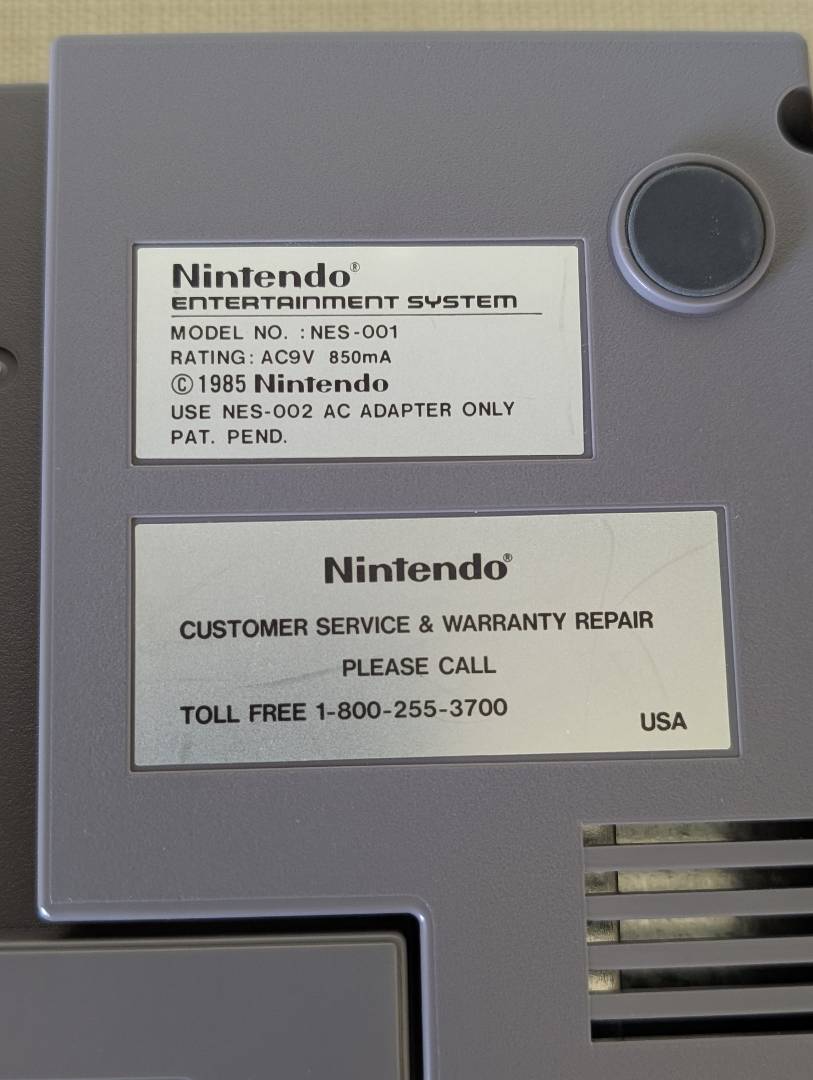 Nintendo®
ENTERTAINMENT SYSTEM
MODEL NO. : NES-001
RATING: AC9V 850mA
©1985 Nintendo
USE NES-002 AC ADAPTER ONLY
PAT. PEND.
Nintendo®
CUSTOMER SERVICE & WARRANTY REPAIR
PLEASE CALL
TOLL FREE 1-800-255-3700
USA